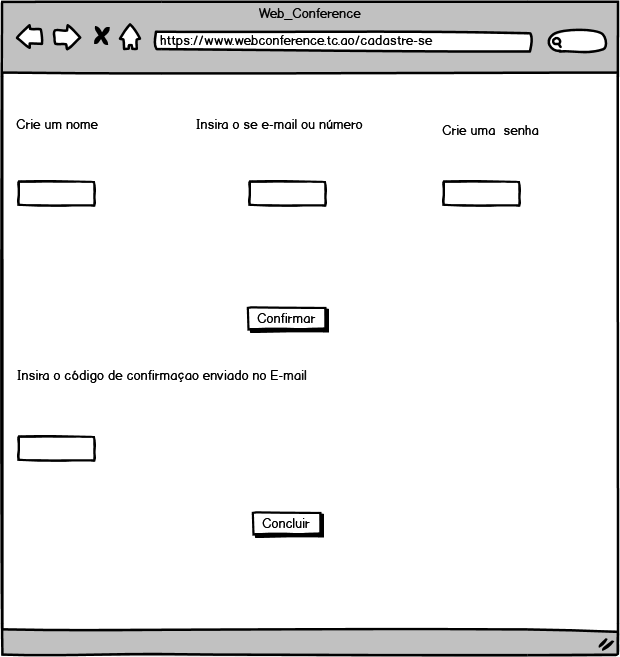 Web_Conference
https://www.webconference.tc.ao/cadastre-se
Crie um nome
Insira o se e-mail ou número
Crie uma senha
Confirmar
Insira o código de confirmaçao enviado no E-mail
Concluir